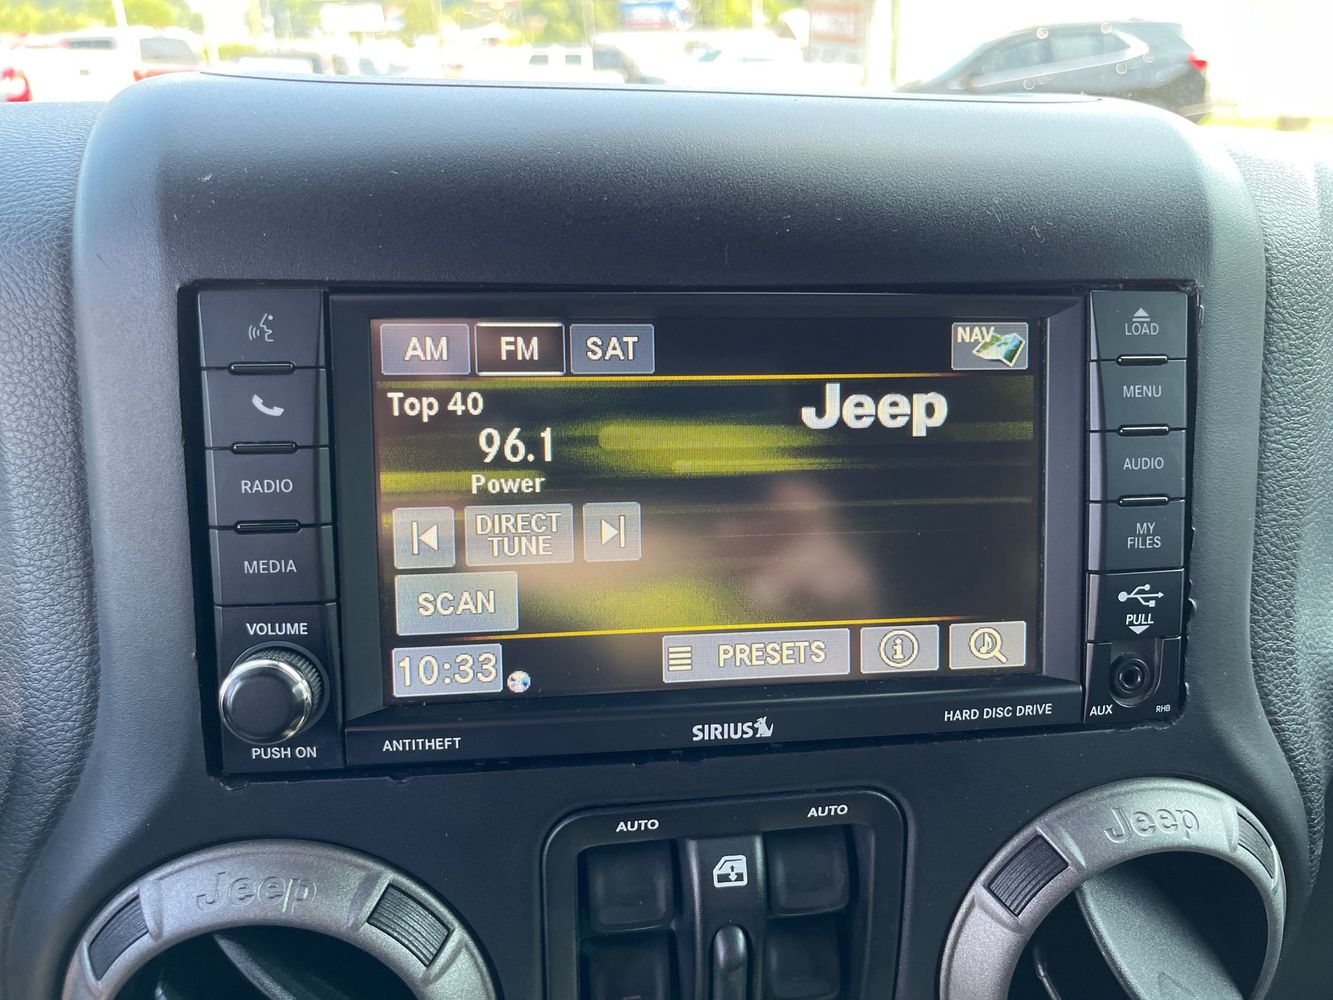 AM FM SAT NAV
Top 40
Jeep
96.1
Power
DIRECT
TUNE
SCAN
10:33
PRESETS
RADIO
MEDIA
VOLUME
PUSH ON
LOAD
MENU
AUDIO
MY
FILES
PULL
AUX
RHB
ANTITHEFT
SIRIUS
HARD DISC DRIVE
AUTO AUTO
Jeep
Jeep